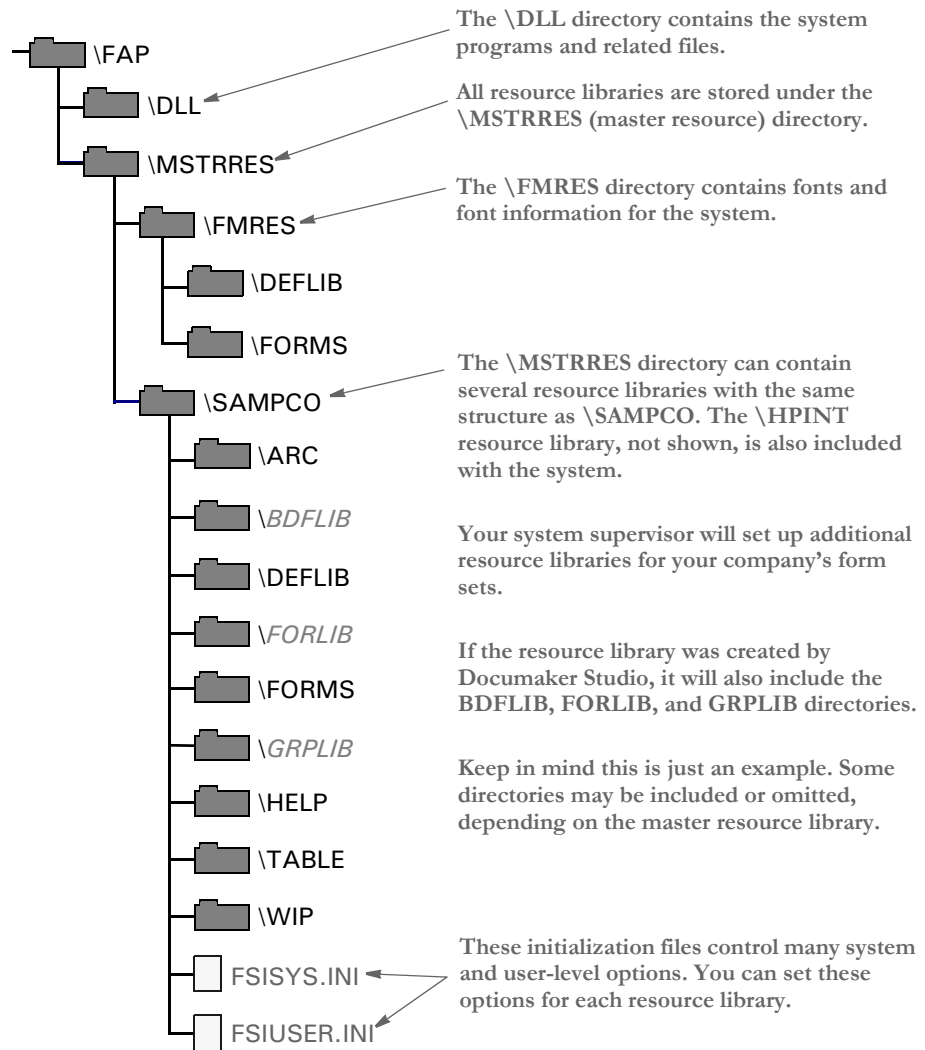 The \DLL directory contains the system
programs and related files.
\FAP
\DLL
All resource libraries are stored under the
\MSTRRES (master resource) directory.
\MSTRRES
The \FMRES directory contains fonts and
font information for the system.
\FMRES
\DEFLIB
\FORMS
The \MSTRRES directory can contain
several resource libraries with the same
structure as \SAMPCO. The \HPINT
resource library, not shown, is also included
with the system.
\SAMPCO
\ARC
\BDFLIB
Your system supervisor will set up additional
resource libraries for your company’s form
sets.
\DEFLIB
\FORLIB
If the resource library was created by
Documaker Studio, it will also include the
BDFLIB, FORLIB, and GRPLIB directories.
\FORMS
\GRPLIB
Keep in mind this is just an example. Some
directories may be included or omitted,
depending on the master resource library.
\HELP
\TABLE
\WIP
These initialization files control many system
and user-level options. You can set these
options for each resource library.
FSISYS.INI
FSIUSER.INI